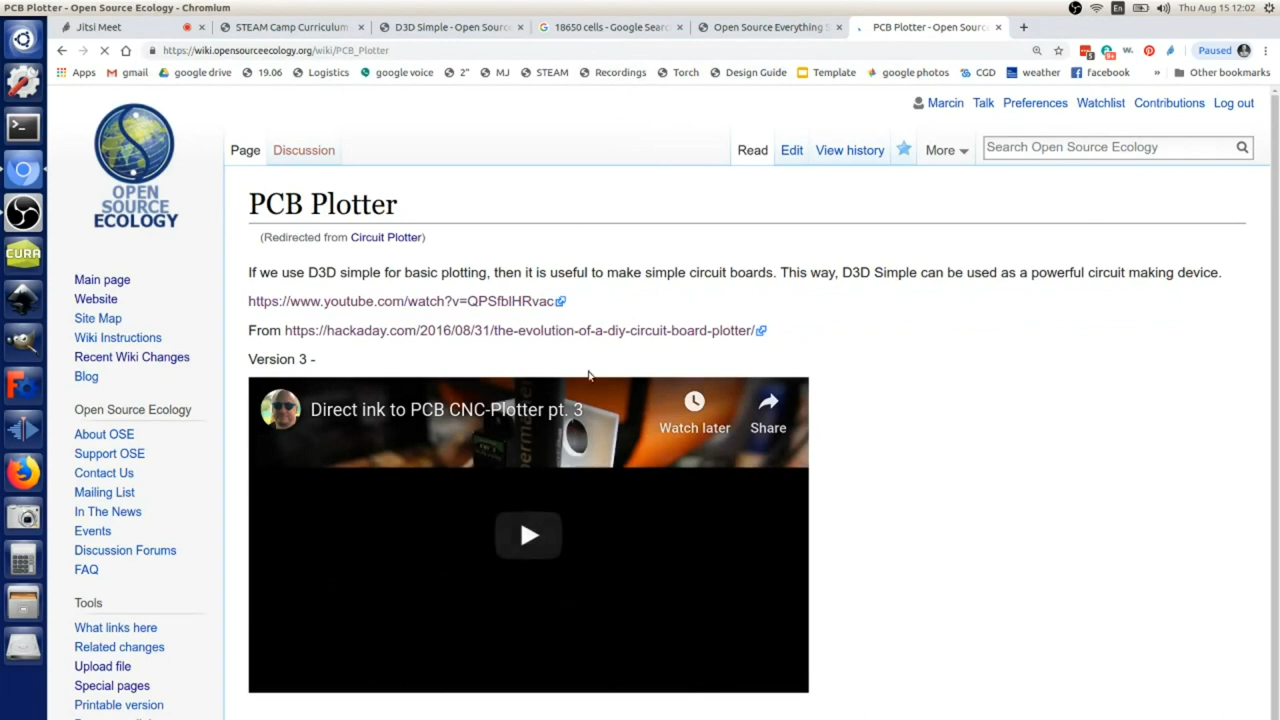 PCB Plotter - Open Source Ecology - Chromium
En
Thu Aug 15 12:02
Jitsi Meet
STEAM Camp Curriculum
D3D Simple - Open Source
18650 cells - Google Search
Open Source Everything S
PCB Plotter - Open Source
https://wiki.opensourceecology.org/wiki/PCB_Plotter
Paused
Apps
gmail
google drive
19.06
Logistics
google voice
2"
MJ
STEAM
Recordings
Torch
Design Guide
Template
google photos
CGD
weather
facebook
»
Other bookmarks
Marcin
Talk
Preferences
Watchlist
Contributions
Log out
OPEN
SOURCE
ECOLOGY
Page
Discussion
Read
Edit
View history
More
Search Open Source Ecology
PCB Plotter
(Redirected from Circuit Plotter)
If we use D3D simple for basic plotting, then it is useful to make simple circuit boards. This way, D3D Simple can be used as a powerful circuit making device.
https://www.youtube.com/watch?v=QPSfblHRvac
From https://hackaday.com/2016/08/31/the-evolution-of-a-diy-circuit-board-plotter/
Version 3 -
Direct ink to PCB CNC-Plotter pt. 3
Watch later
Share
Main page
Website
Site Map
Wiki Instructions
Recent Wiki Changes
Blog
Open Source Ecology
About OSE
Support OSE
Contact Us
Mailing List
In The News
Events
Discussion Forums
FAQ
Tools
What links here
Related changes
Upload file
Special pages
Printable version
CURA